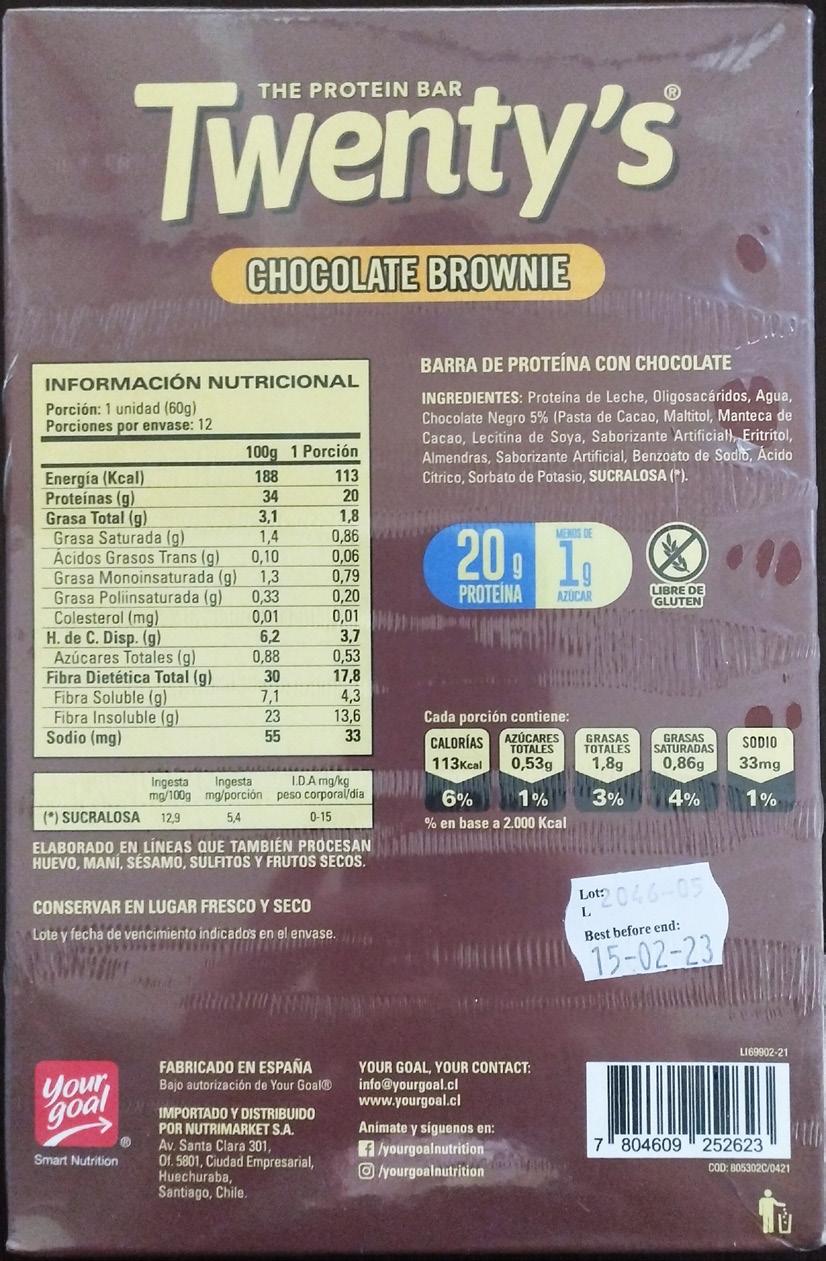 THE PROTEIN BAR
Twenty's®
CHOCOLATE BROWNIE
INFORMACIÓN NUTRICIONAL
Porción: 1 unidad (60g)
Porciones por envase: 12
100g 1 Porción
Energía (Kcal) 188 113
Proteínas (g) 34 20
Grasa Total (g) 3,1 1,8
Grasa Saturada (g) 1,4 0,86
Ácidos Grasos Trans (g) 0,10 0,06
Grasa Monoinsaturada (g) 1,3 0,79
Grasa Poliinsaturada (g) 0,33 0,20
Colesterol (mg) 0,01 0,01
H. de C. Disp. (g) 6,2 3,7
Azúcares Totales (g) 0,88 0,53
Fibra Dietética Total (g) 30 17,8
Fibra Soluble (g) 7,1 4,3
Fibra Insoluble (g) 23 13,6
Sodio (mg) 55 33
Ingesta mg/100g Ingesta mg/porción I.D.A mg/kg peso corporal/día
(*) SUCRALOSA 12,9 5,4 0-15
ELABORADO EN LÍNEAS QUE TAMBIÉN PROCESAN
HUEVO, MANÍ, SÉSAMO, SULFITOS Y FRUTOS SECOS.
CONSERVAR EN LUGAR FRESCO Y SECO
Lote y fecha de vencimiento indicados en el envase.
BARRA DE PROTEÍNA CON CHOCOLATE
INGREDIENTES: Proteína de Leche, Oligosacáridos, Agua,
Chocolate Negro 5% (Pasta de Cacao, Maltitol, Manteca de
Cacao, Lecitina de Soya, Saborizante Artificial), Eritritol,
Almendras, Saborizante Artificial, Benzoato de Sodio, Ácido
Cítrico, Sorbato de Potasio, SUCRALOSA (*).
20g
PROTEÍNA
MENOS DE
1g
AZÚCAR
LIBRE DE
GLUTEN
Cada porción contiene:
CALORÍAS
113Kcal
6%
AZÚCARES
TOTALES
0,53g
1%
GRASAS
TOTALES
1,8g
3%
GRASAS
SATURADAS
0,86g
4%
SODIO
33mg
1%
% en base a 2.000 Kcal
Lot: 2046-05
L
Best before end:
15-02-23
your
goal
®
Smart Nutrition
FABRICADO EN ESPAÑA
Bajo autorización de Your Goal®
IMPORTADO Y DISTRIBUIDO
POR NUTRIMARKET S.A.
Av. Santa Clara 301,
Of. 5801, Ciudad Empresarial,
Huechuraba,
Santiago, Chile.
YOUR GOAL, YOUR CONTACT:
info@yourgoal.cl
www.yourgoal.cl
Anímate y síguenos en:
f /yourgoalnutrition
/yourgoalnutrition
LI69902-21
7 804609 252623
COD: 805302C/0421